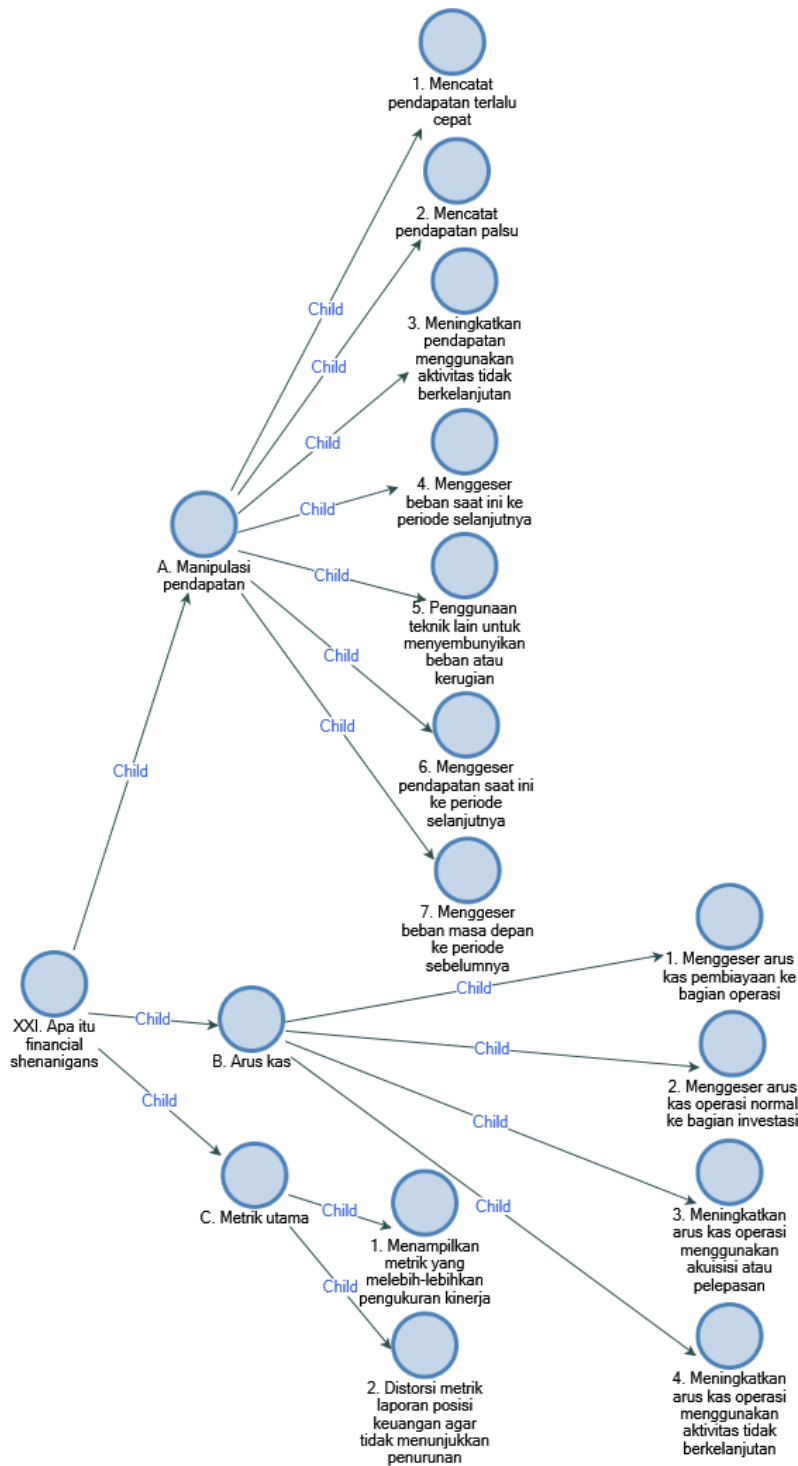 1. Mencatat
pendapatan terlalu
cepat
2. Mencatat
pendapatan palsu
Child
3. Meningkatkan
pendapatan
menggunakan
aktivitas tidak
berkelanjutan
Child
Child
4. Menggeser
beban saat ini ke
periode selanjutnya
Child
A. Manipulasi
pendapatan
Child
5. Penggunaan
teknik lain untuk
menyembunyikan
beban atau
kerugian
Child
Child
6. Menggeser
pendapatan saat ini
ke periode
selanjutnya
Child
7. Menggeser
beban masa depan
ke periode
sebelumnya
1. Menggeser arus
kas pembiayaan ke
bagian operasi
Child
XXI. Apa itu
financial
shenanigans
Child
B. Arus kas
Child
2. Menggeser arus
kas operasi normal
ke bagian investasi
Child
Child
C. Metrik utama
Child
Child
3. Meningkatkan
arus kas operasi
menggunakan
akuisisi atau
pelepasan
1. Menampilkan
metrik yang
melebih-lebihkan
pengukuran kinerja
Child
2. Distorsi metrik
laporan posisi
keuangan agar
tidak menunjukkan
penurunan
4. Meningkatkan
arus kas operasi
menggunakan
aktivitas tidak
berkelanjutan